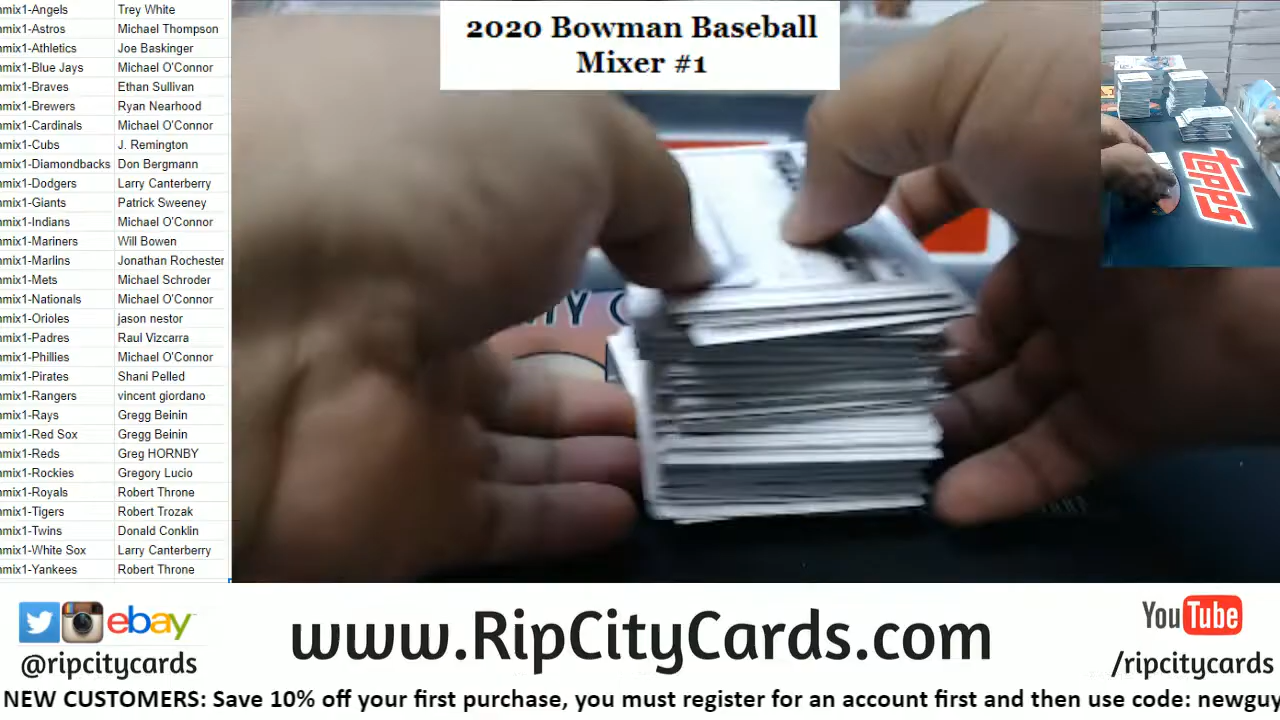 2020 Bowman Baseball
Mixer #1
mix1-Angels Trey White
mix1-Astros Michael Thompson
mix1-Athletics Joe Baskinger
mix1-Blue Jays Michael O'Connor
mix1-Braves Ethan Sullivan
mix1-Brewers Ryan Nearhood
mix1-Cardinals Michael O'Connor
mix1-Cubs J. Remington
mix1-Diamondbacks Don Bergmann
mix1-Dodgers Larry Canterberry
mix1-Giants Patrick Sweeney
mix1-Indians Michael O'Connor
mix1-Mariners Will Bowen
mix1-Marlins Jonathan Rochester
mix1-Mets Michael Schroder
mix1-Nationals Michael O'Connor
mix1-Orioles jason nestor
mix1-Padres Raul Vizcarra
mix1-Phillies Michael O'Connor
mix1-Pirates Shani Pelled
mix1-Rangers vincent giordano
mix1-Rays Gregg Beinin
mix1-Red Sox Gregg Beinin
mix1-Reds Greg HORNBY
mix1-Rockies Gregory Lucio
mix1-Royals Robert Throne
mix1-Tigers Robert Trozak
mix1-Twins Donald Conklin
mix1-White Sox Larry Canterberry
mix1-Yankees Robert Throne
topps
ebay
@ripcitycards
www.RipCityCards.com
YouTube
/ripcitycards
NEW CUSTOMERS: Save 10% off your first purchase, you must register for an account first and then use code: newguy